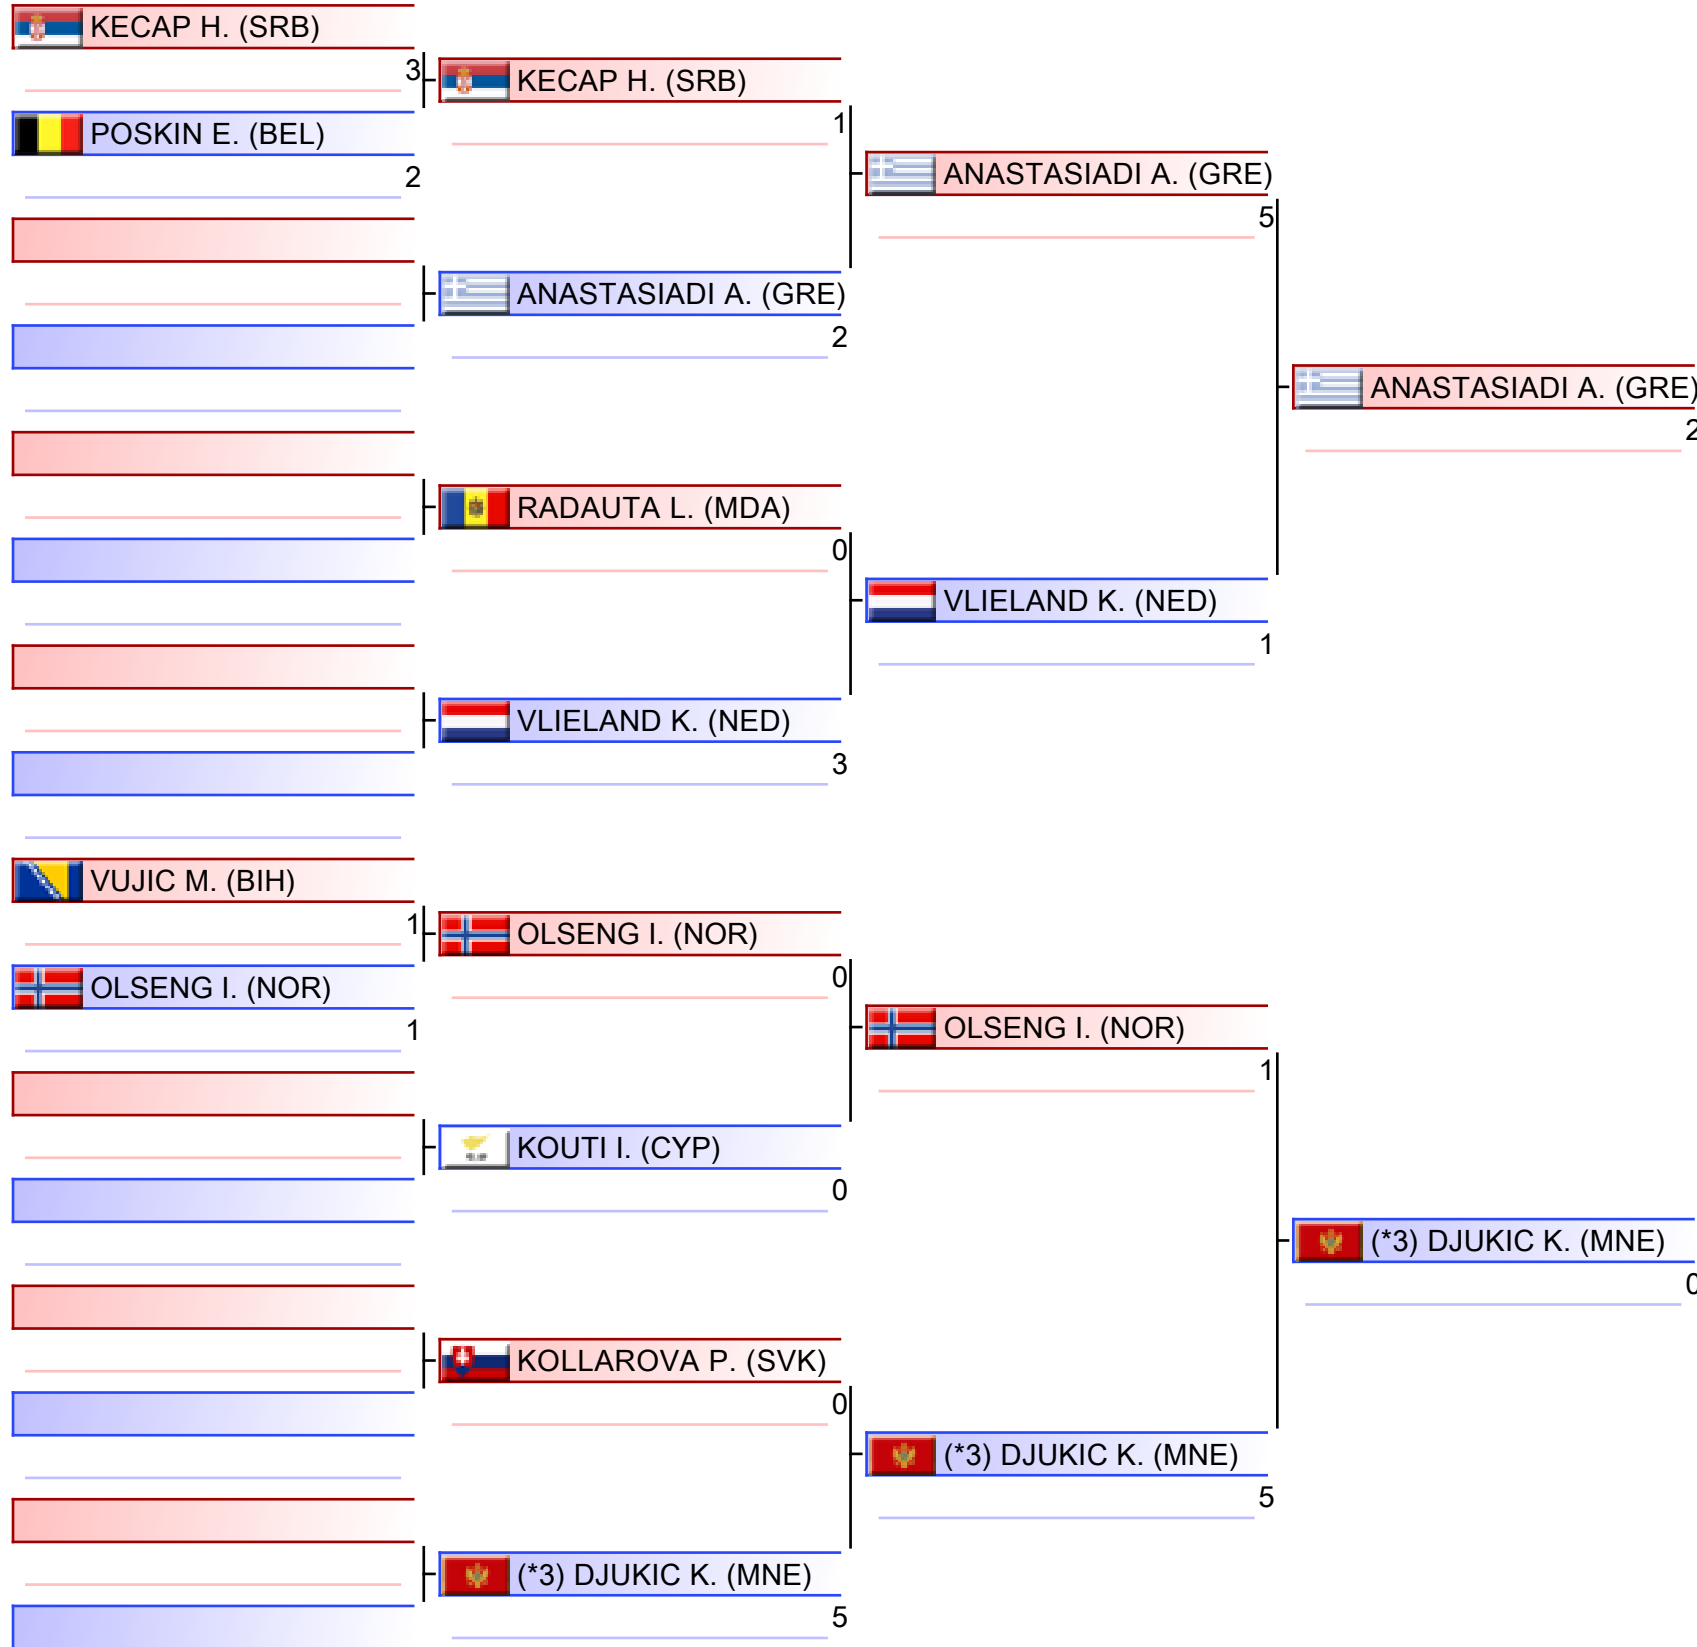 KECAP H. (SRB)
3
POSKIN E. (BEL)
2
VUJIC M. (BIH)
1
OLSENG I. (NOR)
1
KECAP H. (SRB)
1
ANASTASIADI A. (GRE)
2
RADAUTA L. (MDA)
0
VLIELAND K. (NED)
3
OLSENG I. (NOR)
0
KOUTI I. (CYP)
0
KOLLAROVA P. (SVK)
0
(*3) DJUKIC K. (MNE)
5
ANASTASIADI A. (GRE)
5
VLIELAND K. (NED)
1
OLSENG I. (NOR)
1
(*3) DJUKIC K. (MNE)
5
ANASTASIADI A. (GRE)
2
(*3) DJUKIC K. (MNE)
0